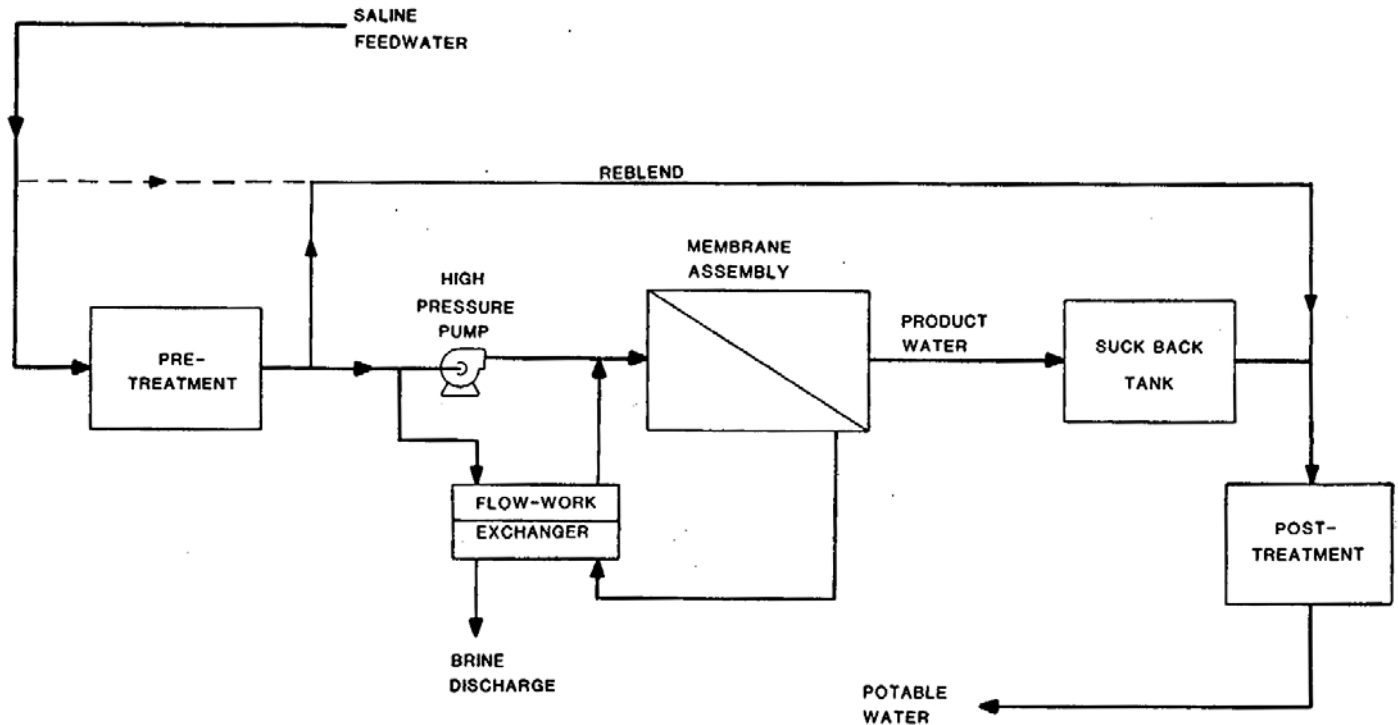 SALINE
FEEDWATER
REBLEND
MEMBRANE
ASSEMBLY
HIGH
PRESSURE
PUMP
PRODUCT
WATER
PRE-
TREATMENT
SUCK BACK
TANK
FLOW-WORK
EXCHANGER
POST-
TREATMENT
BRINE
DISCHARGE
POTABLE
WATER